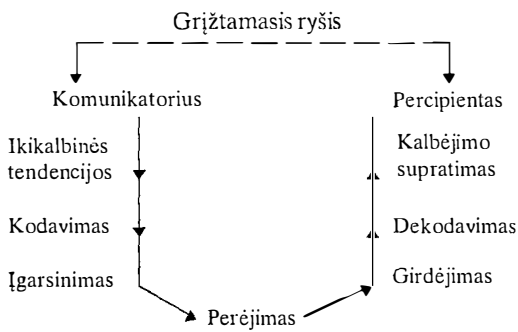 Grįžtamasis ryšis
Komunikatorius
Percipientas
Ikikalbinės
tendencijos
Kalbėjimo
supratimas
Kodavimas
Dekodavimas
Įgarsinimas
Girdėjimas
Perėjimas